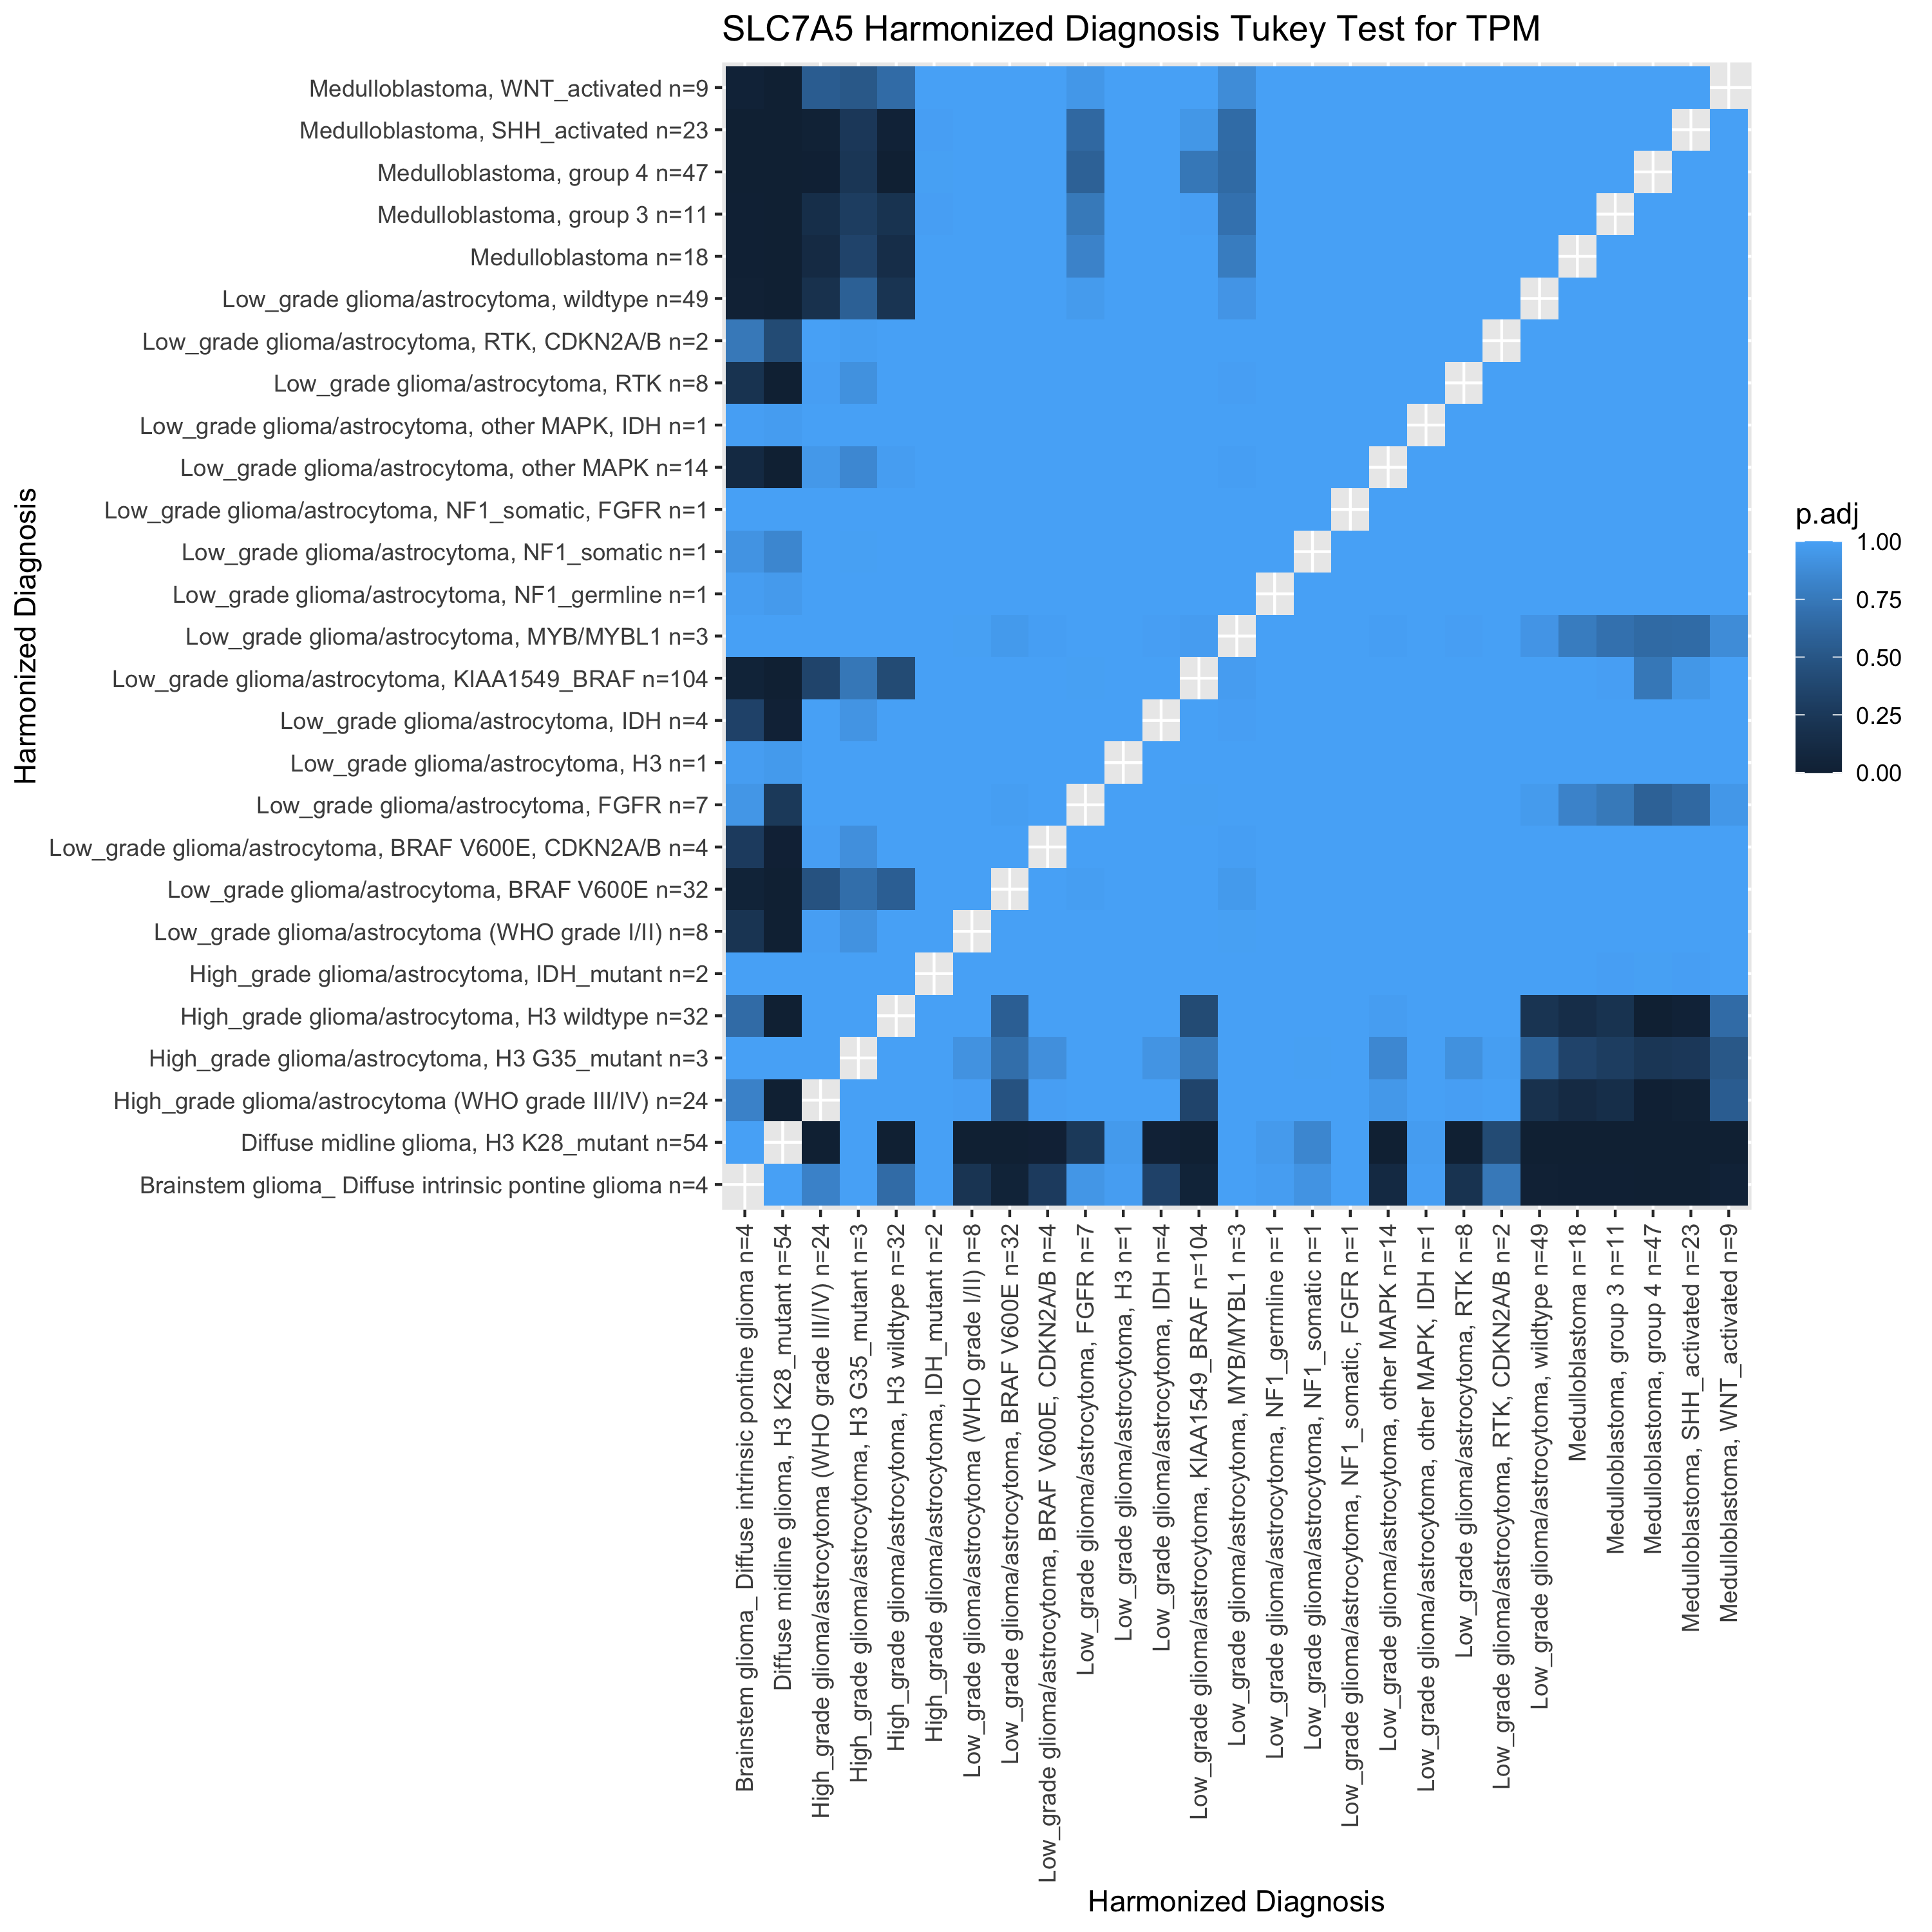 SLC7A5 Harmonized Diagnosis Tukey Test for TPM
Harmonized Diagnosis
Medulloblastoma, WNT_activated n=9
Medulloblastoma, SHH_activated n=23
Medulloblastoma, group 4 n=47
Medulloblastoma, group 3 n=11
Medulloblastoma n=18
Low_grade glioma/astrocytoma, wildtype n=49
Low_grade glioma/astrocytoma, RTK, CDKN2A/B n=2
Low_grade glioma/astrocytoma, RTK n=8
Low_grade glioma/astrocytoma, other MAPK, IDH n=1
Low_grade glioma/astrocytoma, other MAPK n=14
Low_grade glioma/astrocytoma, NF1_somatic, FGFR n=1
Low_grade glioma/astrocytoma, NF1_somatic n=1
Low_grade glioma/astrocytoma, NF1_germline n=1
Low_grade glioma/astrocytoma, MYB/MYBL1 n=3
Low_grade glioma/astrocytoma, KIAA1549_BRAF n=104
Low_grade glioma/astrocytoma, IDH n=4
Low_grade glioma/astrocytoma, H3 n=1
Low_grade glioma/astrocytoma, FGFR n=7
Low_grade glioma/astrocytoma, BRAF V600E, CDKN2A/B n=4
Low_grade glioma/astrocytoma, BRAF V600E n=32
Low_grade glioma/astrocytoma (WHO grade I/II) n=8
High_grade glioma/astrocytoma, IDH_mutant n=2
High_grade glioma/astrocytoma, H3 wildtype n=32
High_grade glioma/astrocytoma, H3 G35_mutant n=3
High_grade glioma/astrocytoma (WHO grade III/IV) n=24
Diffuse midline glioma, H3 K28_mutant n=54
Brainstem glioma_ Diffuse intrinsic pontine glioma n=4
Brainstem glioma_ Diffuse intrinsic pontine glioma n=4
Diffuse midline glioma, H3 K28_mutant n=54
High_grade glioma/astrocytoma (WHO grade III/IV) n=24
High_grade glioma/astrocytoma, H3 G35_mutant n=3
High_grade glioma/astrocytoma, H3 wildtype n=32
High_grade glioma/astrocytoma, IDH_mutant n=2
Low_grade glioma/astrocytoma (WHO grade I/II) n=8
Low_grade glioma/astrocytoma, BRAF V600E n=32
Low_grade glioma/astrocytoma, BRAF V600E, CDKN2A/B n=4
Low_grade glioma/astrocytoma, FGFR n=7
Low_grade glioma/astrocytoma, H3 n=1
Low_grade glioma/astrocytoma, IDH n=4
Low_grade glioma/astrocytoma, KIAA1549_BRAF n=104
Low_grade glioma/astrocytoma, MYB/MYBL1 n=3
Low_grade glioma/astrocytoma, NF1_germline n=1
Low_grade glioma/astrocytoma, NF1_somatic n=1
Low_grade glioma/astrocytoma, NF1_somatic, FGFR n=1
Low_grade glioma/astrocytoma, other MAPK n=14
Low_grade glioma/astrocytoma, other MAPK, IDH n=1
Low_grade glioma/astrocytoma, RTK n=8
Low_grade glioma/astrocytoma, RTK, CDKN2A/B n=2
Low_grade glioma/astrocytoma, wildtype n=49
Medulloblastoma n=18
Medulloblastoma, group 3 n=11
Medulloblastoma, group 4 n=47
Medulloblastoma, SHH_activated n=23
Medulloblastoma, WNT_activated n=9
Harmonized Diagnosis
p.adj
1.00
0.75
0.50
0.25
0.00